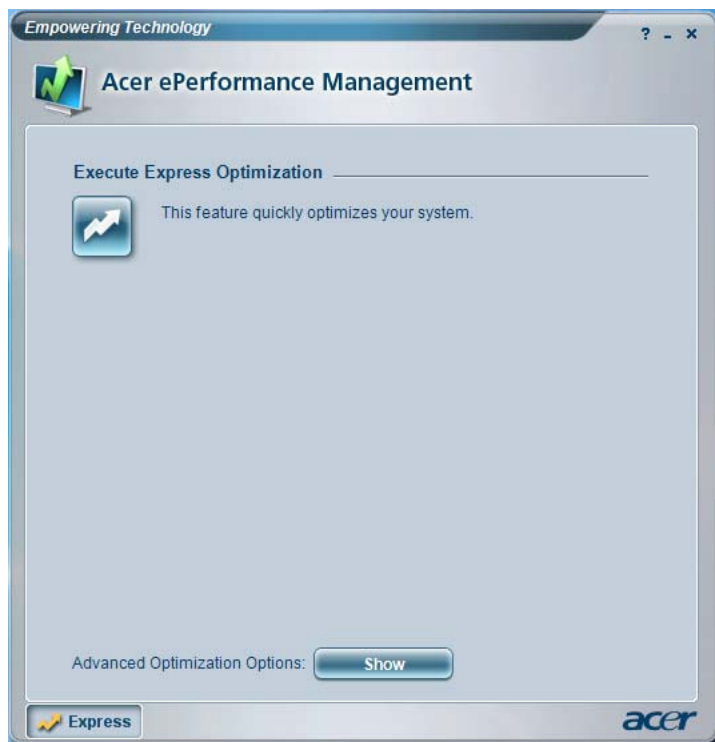 Empowering Technology
? - x
Acer ePerformance Management
Execute Express Optimization
This feature quickly optimizes your system.
Advanced Optimization Options: Show
Express
acer